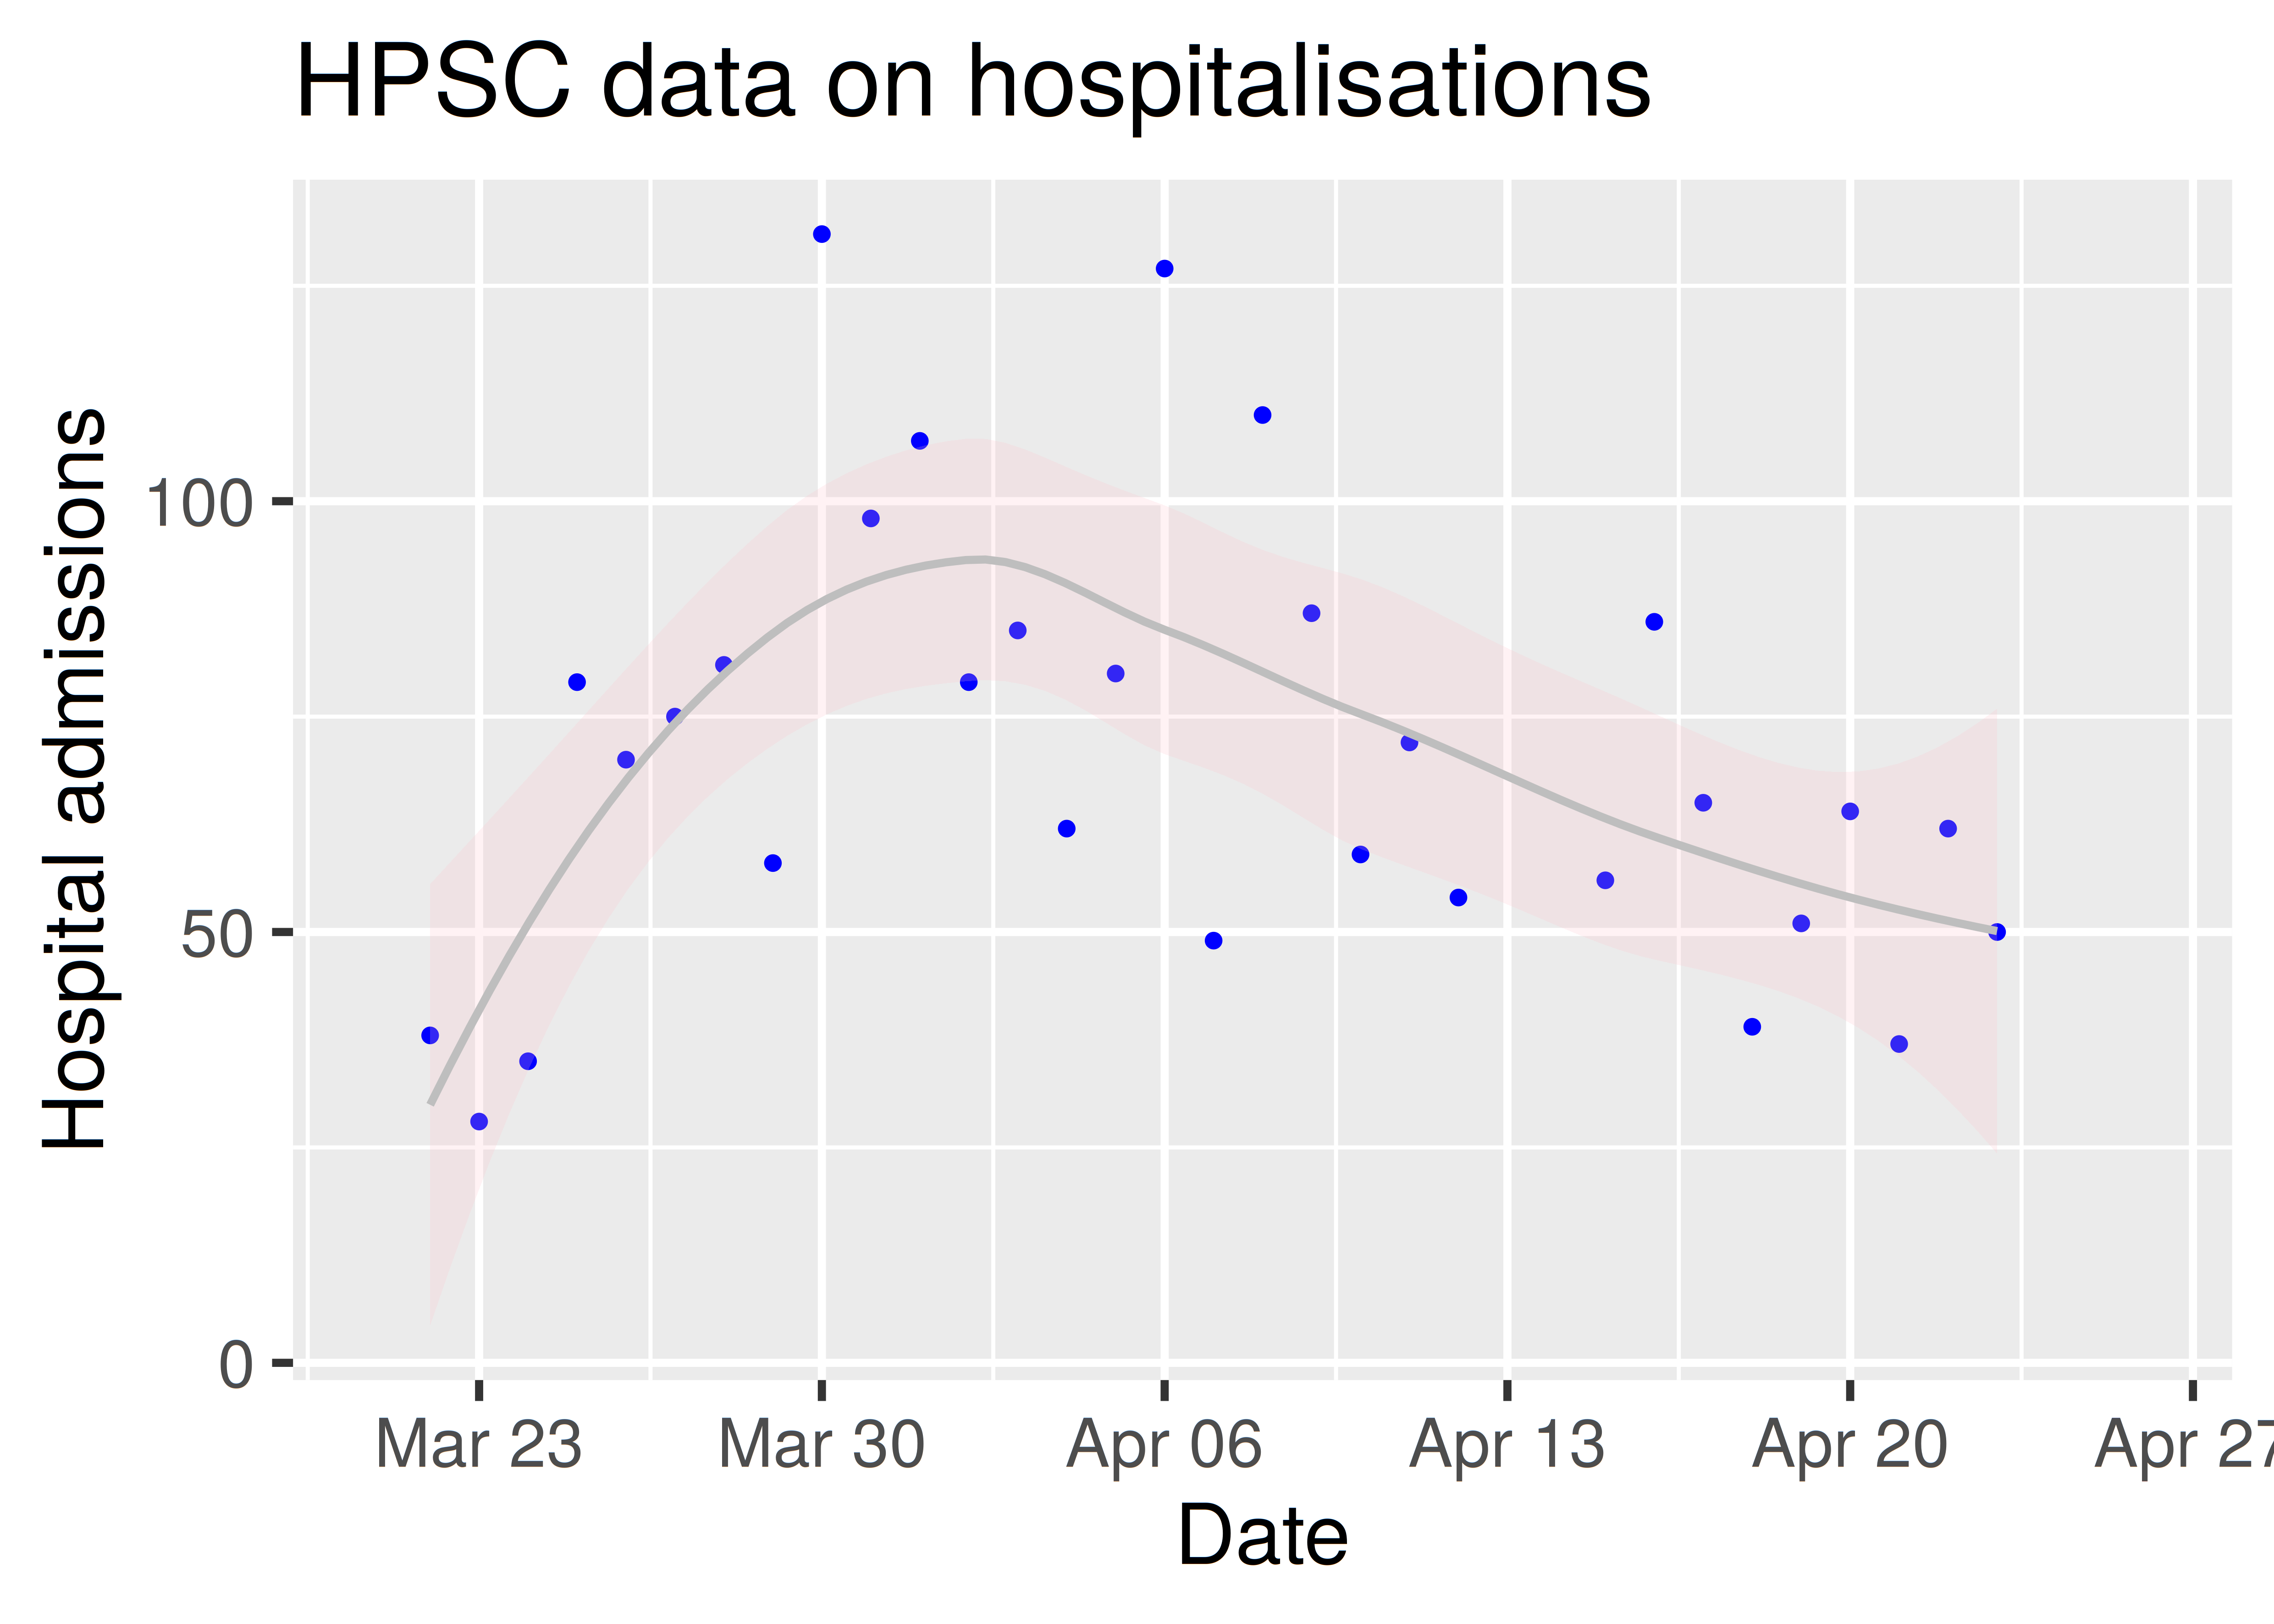 HPSC data on hospitalisations
Hospital admissions
100
50
0
Mar 23 Mar 30 Apr 06 Apr 13 Apr 20 Apr 27
Date